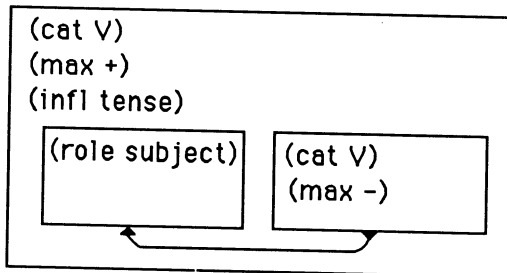 (cat V)
(max +)
(infl tense)
(role subject)
(cat V)
(max -)